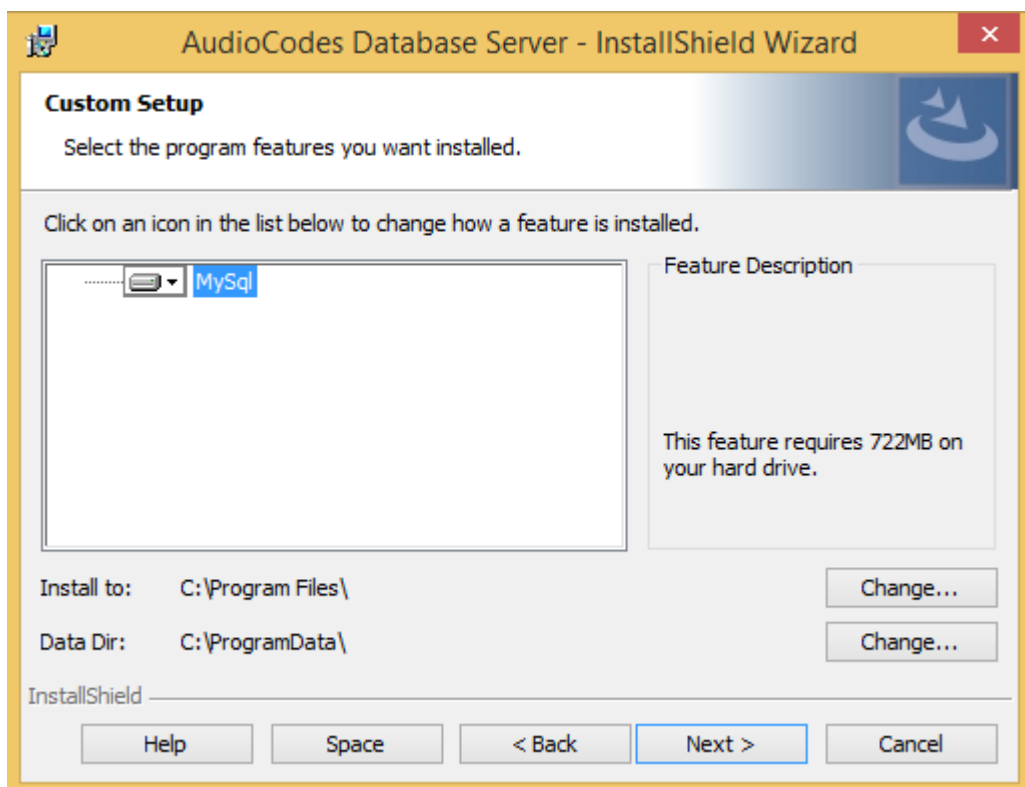 AudioCodes Database Server - InstallShield Wizard
Custom Setup
Select the program features you want installed.
Click on an icon in the list below to change how a feature is installed.
MySql
Feature Description
This feature requires 722MB on
your hard drive.
Install to: C:\Program Files\ Change...
Data Dir: C:\ProgramData\ Change...
InstallShield
Help Space < Back Next > Cancel